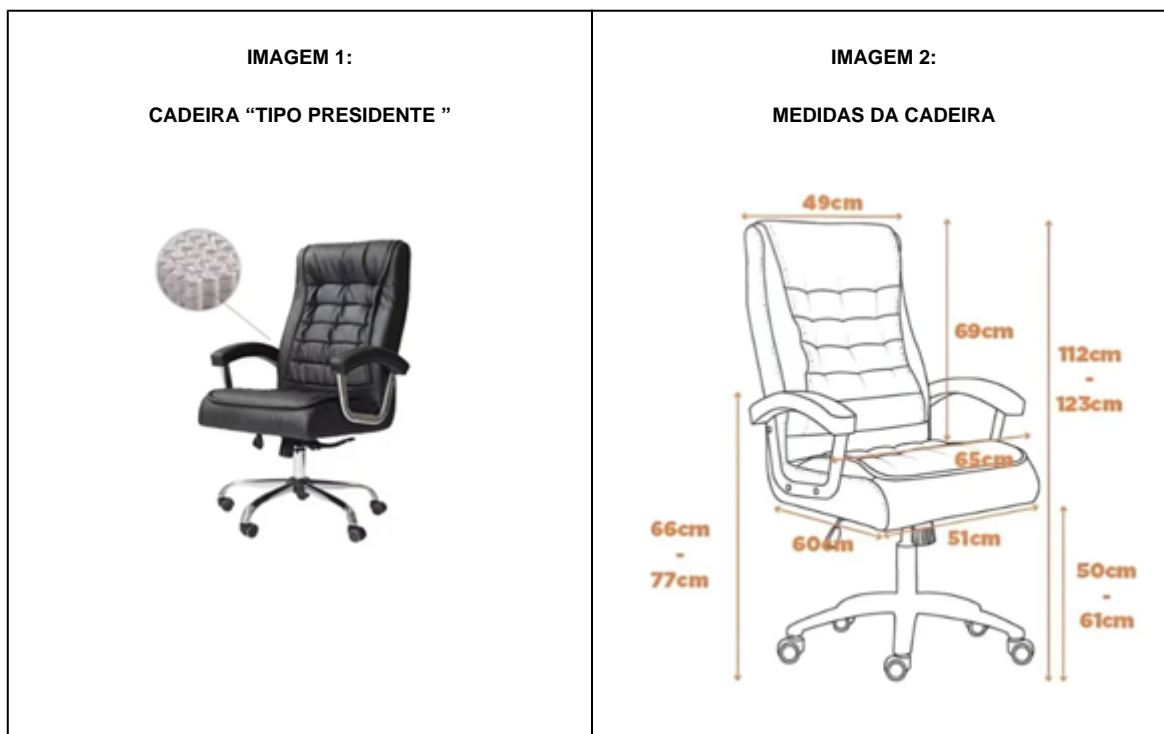 IMAGEM 1:
CADEIRA “TIPO PRESIDENTE ”
IMAGEM 2:
MEDIDAS DA CADEIRA
49cm
69cm
112cm
-
123cm
65cm
66cm
-
77cm
60cm
51cm
50cm
-
61cm